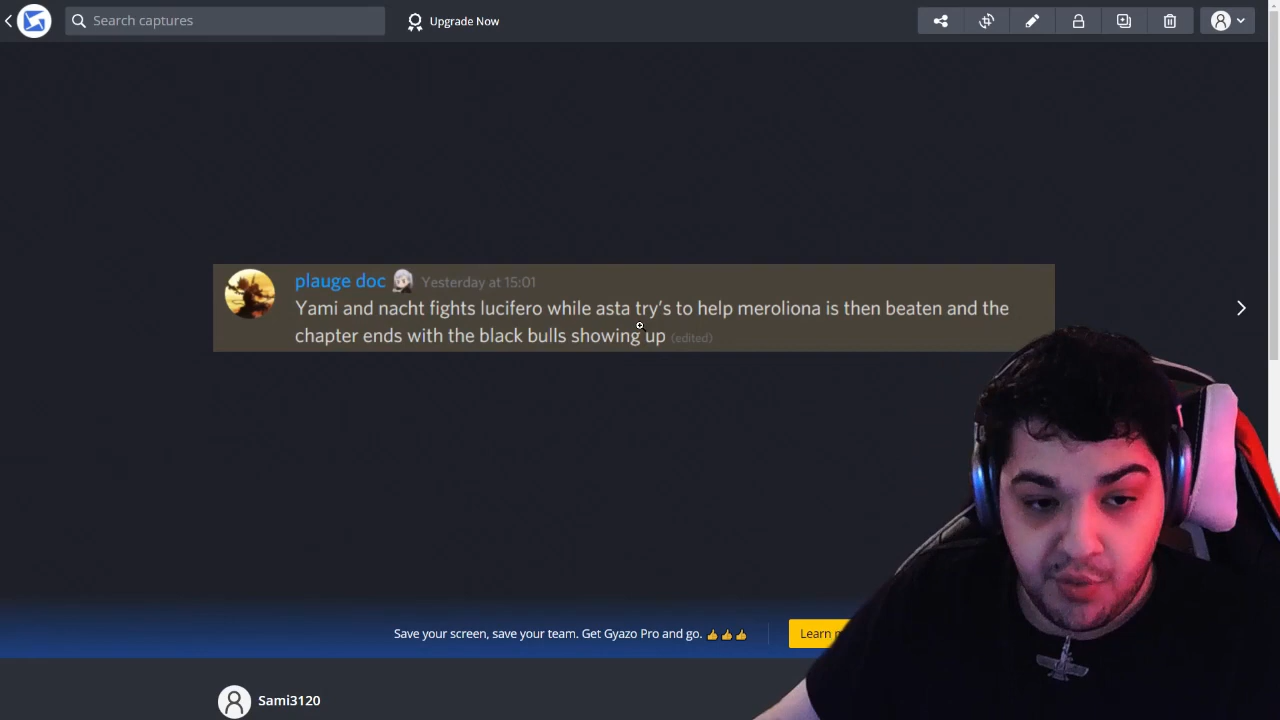 Search captures
Upgrade Now
plauge doc Yesterday at 15:01
Yami and nacht fights lucifero while asta try's to help meroliona is then beaten and the
chapter ends with the black bulls showing up (edited)
Save your screen, save your team. Get Gyazo Pro and go. 👍👍👍
Learn
Sami3120